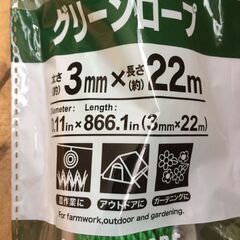 グリーンロープ
太さ(約)3mm×長さ(約)22m
Diameter: Length:
0.11in×866.1in(3mm×22m)
農作業に
アウトドアに
ガーデニングに
For farmwork,outdoor and gardening.